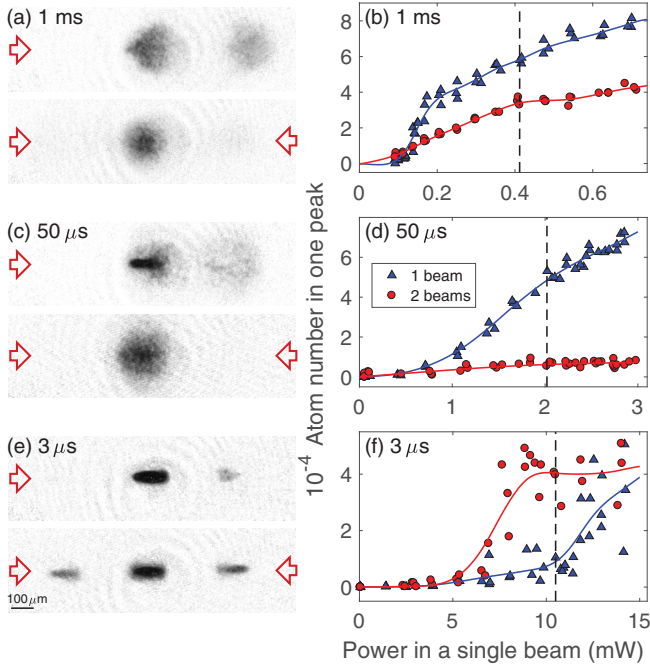 (a) 1 ms
(c) 50 μs
(e) 3 μs
100μm
10⁻⁴ Atom number in one peak
(b) 1 ms
8
6
4
2
0
0
0.2
0.4
0.6
(d) 50 μs
1 beam
2 beams
6
4
2
0
0
1
2
3
(f) 3 μs
4
2
0
0
5
10
15
Power in a single beam (mW)